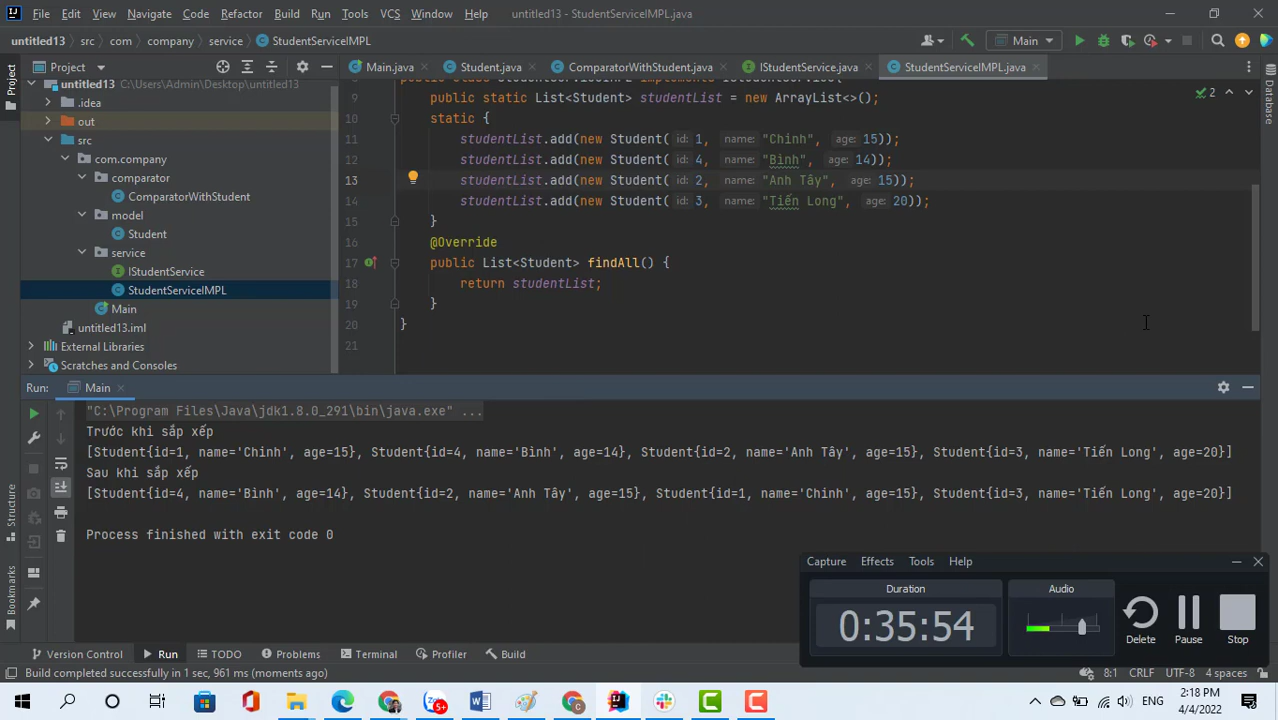 File Edit View Navigate Code Refactor Build Run Tools VCS Window Help untitled13 - StudentServiceIMPL.java
untitled13 src com company service StudentServiceIMPL Main
Project Main.java Student.java ComparatorWithStudent.java IStudentService.java StudentServiceIMPL.java
untitled13 C:\Users\Admin\Desktop\untitled13
.idea
out
src
com.company
comparator
ComparatorWithStudent
model
Student
service
IStudentService
StudentServiceIMPL
Main
untitled13.iml
External Libraries
Scratches and Consoles
2
9 public static List<Student> studentList = new ArrayList<>();
10 static {
11 studentList.add(new Student( id: 1, name: "Chinh", age: 15));
12 studentList.add(new Student( id: 4, name: "Bình", age: 14));
13 studentList.add(new Student( id: 2, name: "Anh Tây", age: 15));
14 studentList.add(new Student( id: 3, name: "Tiến Long", age: 20));
15 }
16 @Override
17 public List<Student> findAll() {
18 return studentList;
19 }
20 }
21
Project
Structure
Bookmarks
Database
Run: Main
"C:\Program Files\Java\jdk1.8.0_291\bin\java.exe" ...
Trước khi sắp xếp
[Student{id=1, name='Chinh', age=15}, Student{id=4, name='Bình', age=14}, Student{id=2, name='Anh Tây', age=15}, Student{id=3, name='Tiến Long', age=20}]
Sau khi sắp xếp
[Student{id=4, name='Bình', age=14}, Student{id=2, name='Anh Tây', age=15}, Student{id=1, name='Chinh', age=15}, Student{id=3, name='Tiến Long', age=20}]
Process finished with exit code 0
Capture Effects Tools Help
Duration Audio
0:35:54
Delete Pause Stop
Version Control Run TODO Problems Terminal Profiler Build
Build completed successfully in 1 sec, 961 ms (moments ago) 8:1 CRLF UTF-8 4 spaces
5+
ENG
2:18 PM
4/4/2022